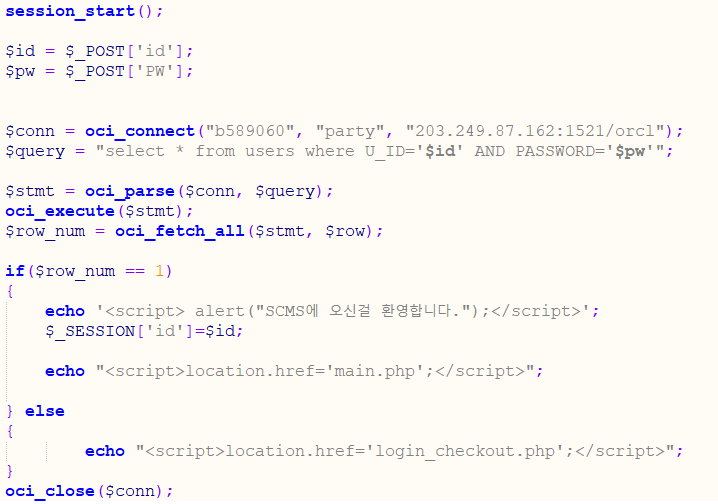 session_start();
$id = $_POST['id'];
$pw = $_POST['PW'];
$conn = oci_connect("b589060", "party", "203.249.87.162:1521/orcl");
$query = "select * from users where U_ID='$id' AND PASSWORD='$pw'";
$stmt = oci_parse($conn, $query);
oci_execute($stmt);
$row_num = oci_fetch_all($stmt, $row);
if($row_num == 1)
{
echo '<script> alert("SCMS에 오신걸 환영합니다.");</script>';
$_SESSION['id']=$id;
echo "<script>location.href='main.php';</script>";
} else
{
echo "<script>location.href='login_checkout.php';</script>";
}
oci_close($conn);